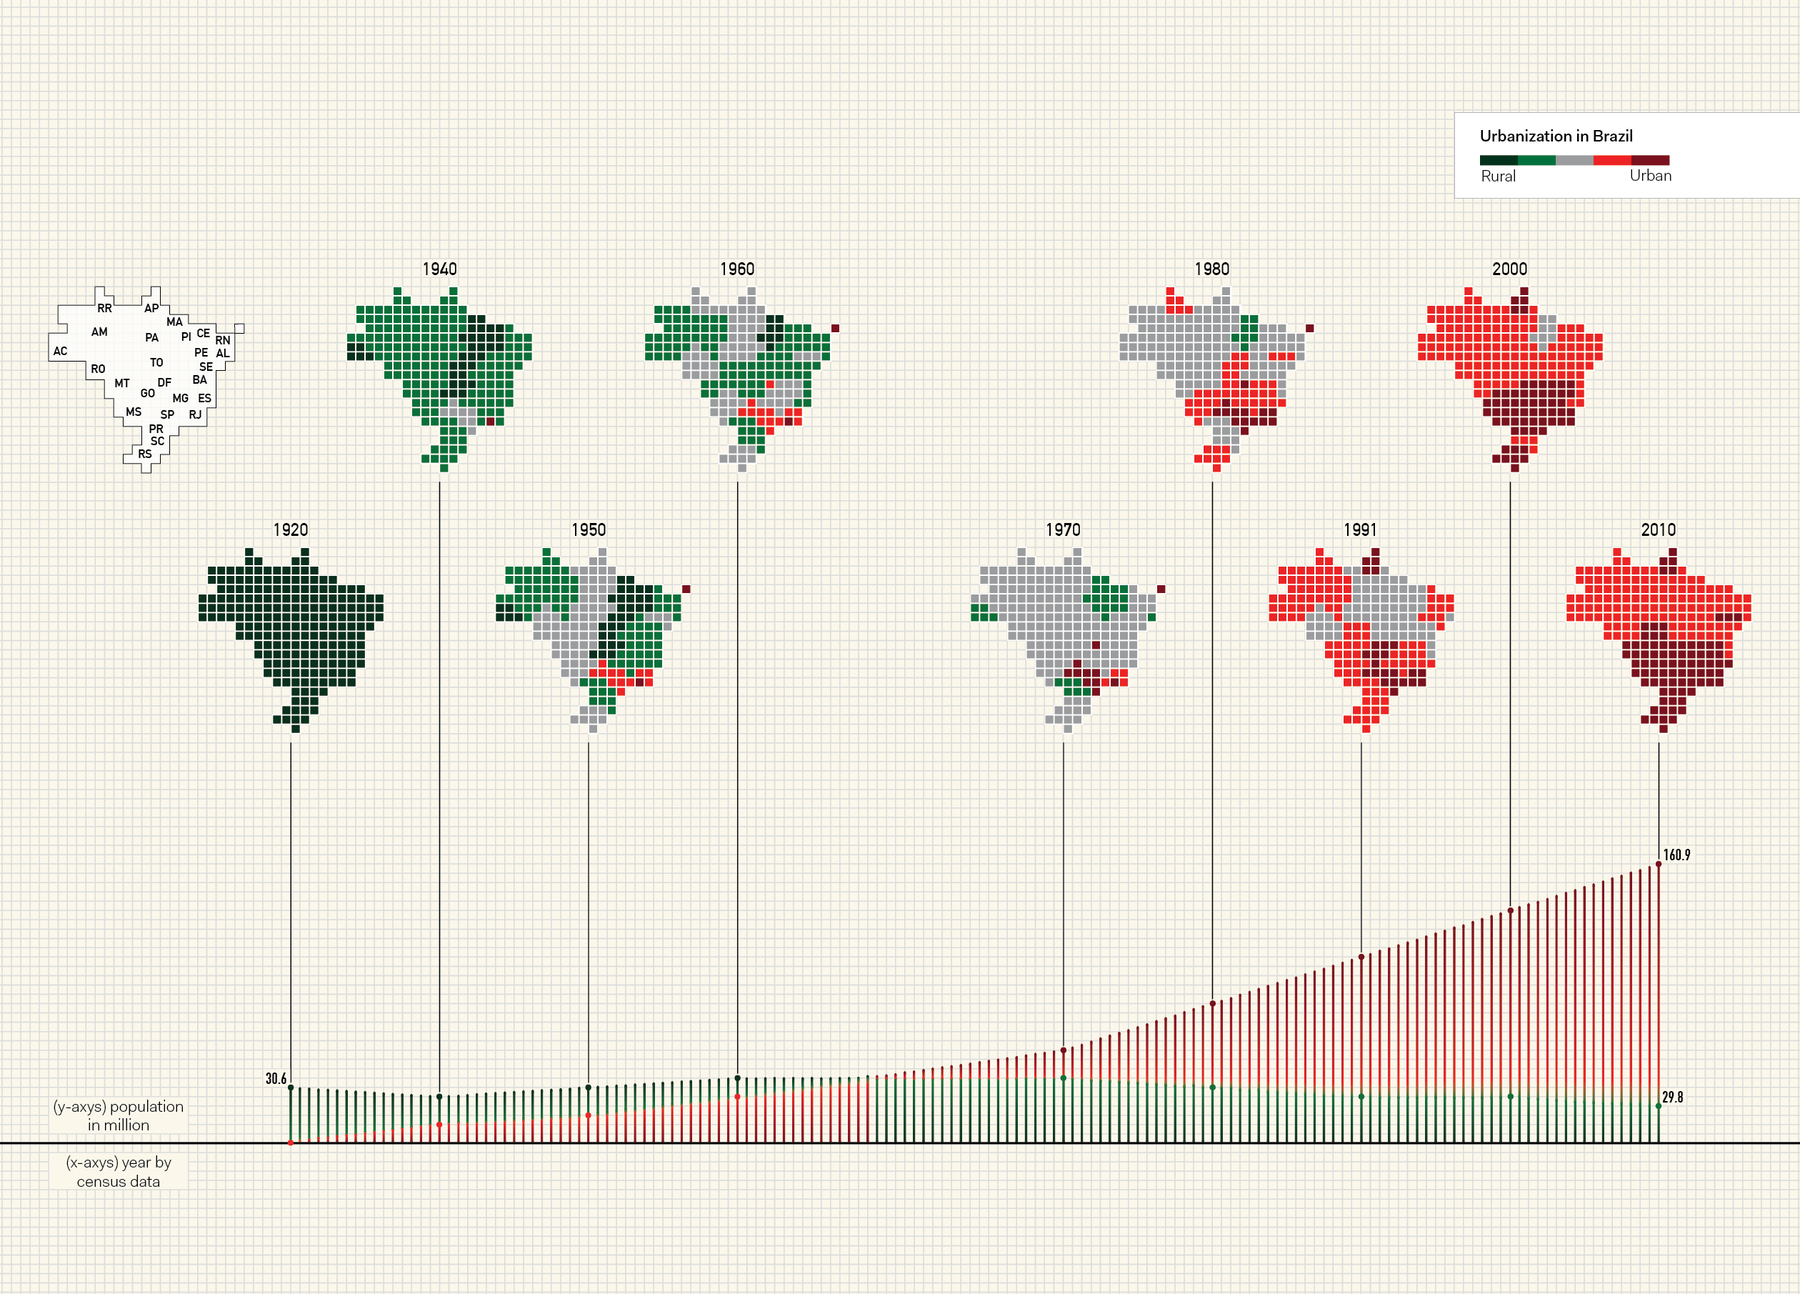 Urbanization in Brazil
Rural
Urban
1940
1960
1980
2000
RR
AP
AM
MA
PA
PI
CE
RN
AC
PE
AL
TO
SE
RO
MT
DF
BA
GO
MG
ES
MS
SP
RJ
PR
SC
RS
1920
1950
1970
1991
2010
160.9
30.6
29.8
(y-axys) population
in million
(x-axys) year by
census data